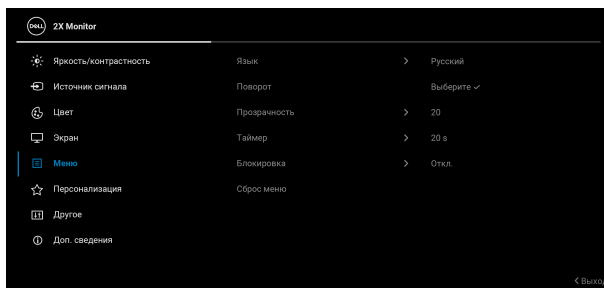 DELL 2X Monitor
Яркость/контрастность Язык Русский
Источник сигнала Поворот Выберите
Цвет Прозрачность 20
Экран Таймер 20 s
Меню Блокировка Откл.
Персонализация Сброс меню
Другое
Доп. сведения
Выход